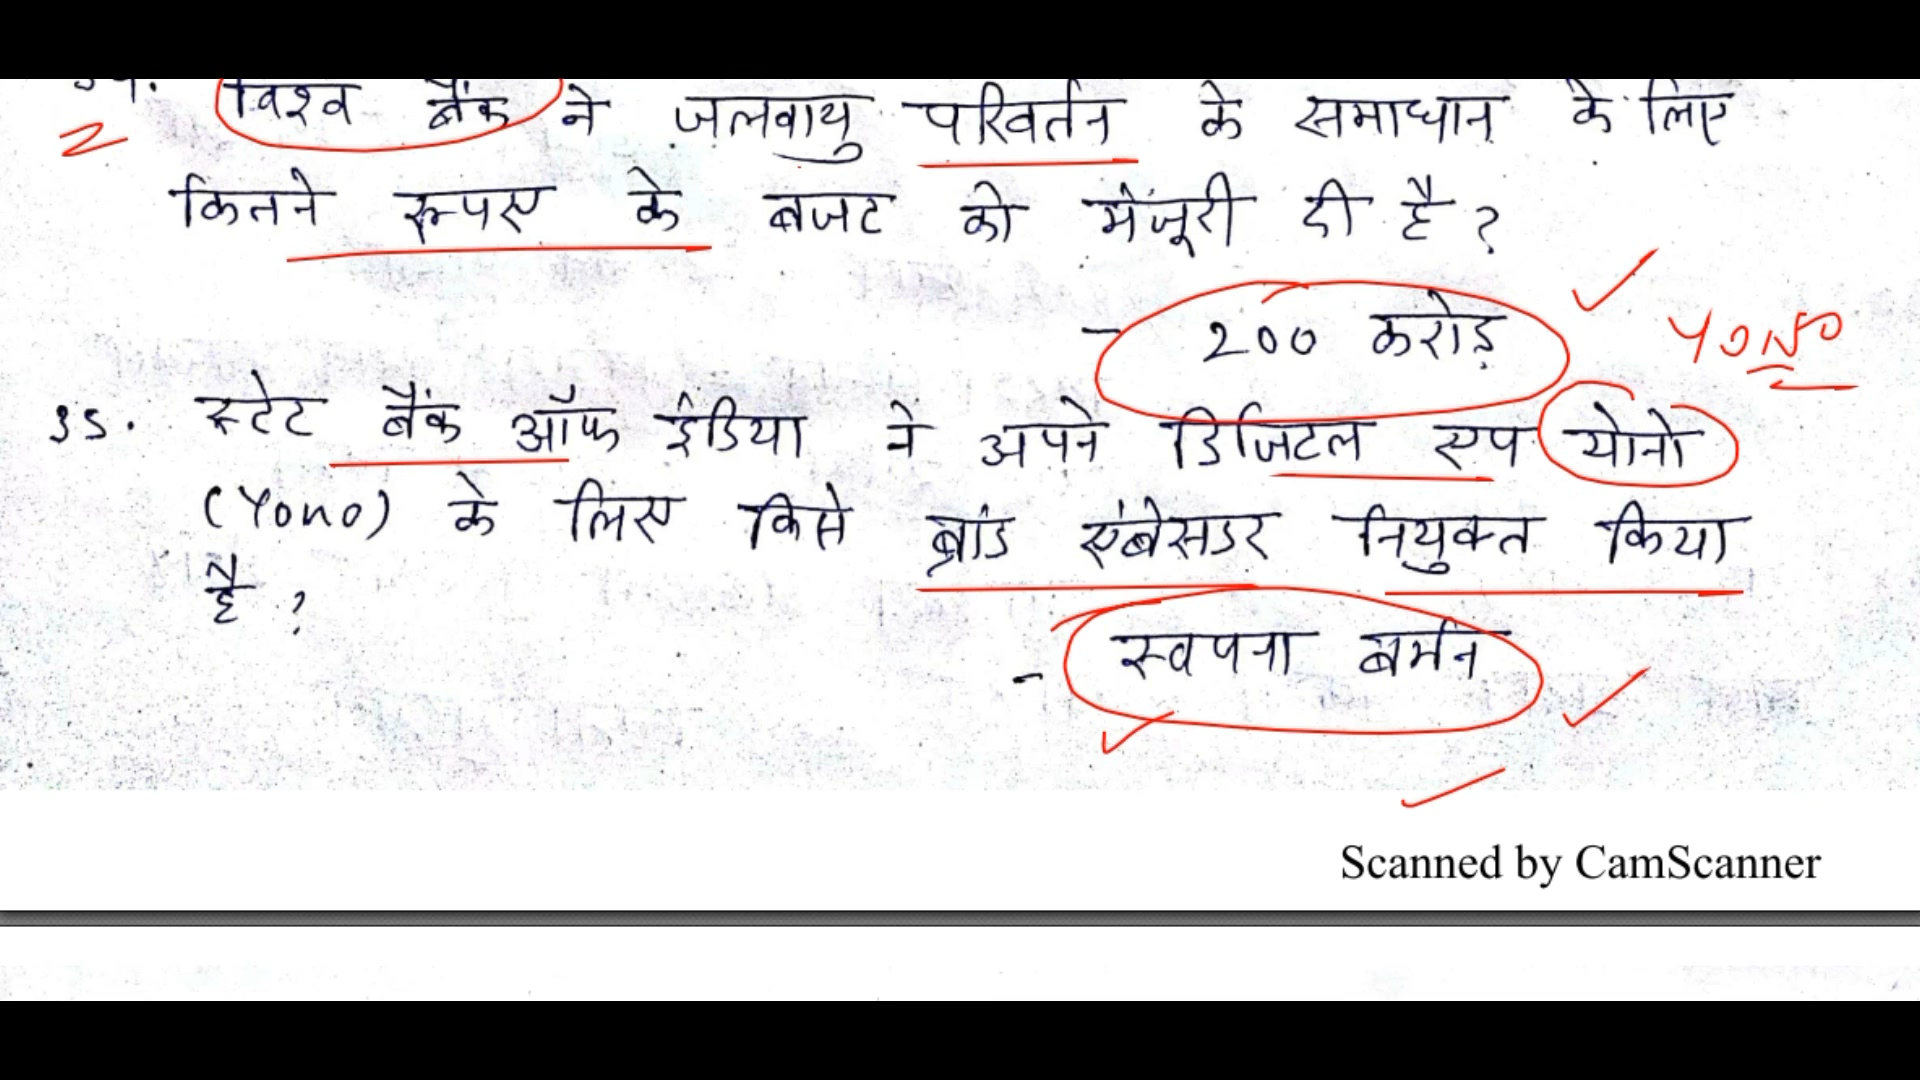 विश्व बैंक ने जलवायु परिवर्तन के समाधान के लिए
2
कितने रूपए के बजट को मंजूरी दी है ?
- 200 करोड़
Yono
35. स्टेट बैंक ऑफ इंडिया ने अपने डिजिटल एप योनो
(Yono) के लिए किसे ब्रांड एंबेसडर नियुक्त किया
है ?
- स्वपना बर्मन
Scanned by CamScanner